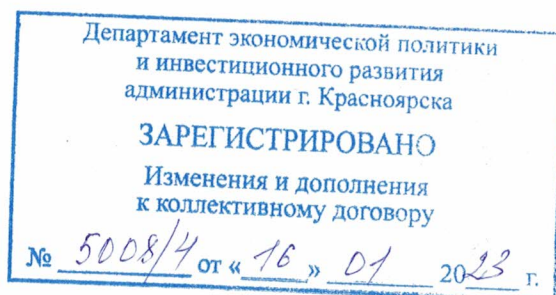 Департамент экономической политики
и инвестиционного развития
администрации г. Красноярска
ЗАРЕГИСТРИРОВАНО
Изменения и дополнения
к коллективному договору
№ 5008/4 от «16» 01 2023 г.